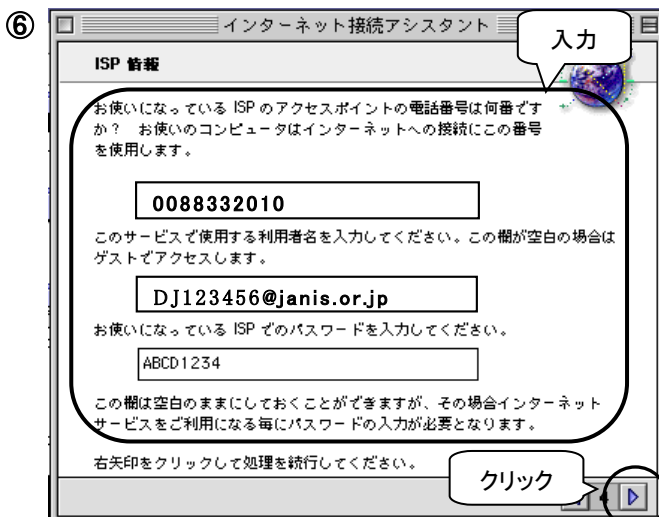 ⑥
インターネット接続アシスタント
入力
ISP 情報
お使いになっている ISP のアクセスポイントの電話番号は何番です
か？ お使いのコンピュータはインターネットへの接続にこの番号
を使用します。
0088332010
このサービスで使用する利用者名を入力してください。この欄が空白の場合は
ゲストでアクセスします。
DJ123456@janis.or.jp
お使いになっている ISP でのパスワードを入力してください。
ABCD1234
この欄は空白のままにしておくことができますが、その場合インターネット
サービスをご利用になる毎にパスワードの入力が必要となります。
右矢印をクリックして処理を続行してください。
クリック
4